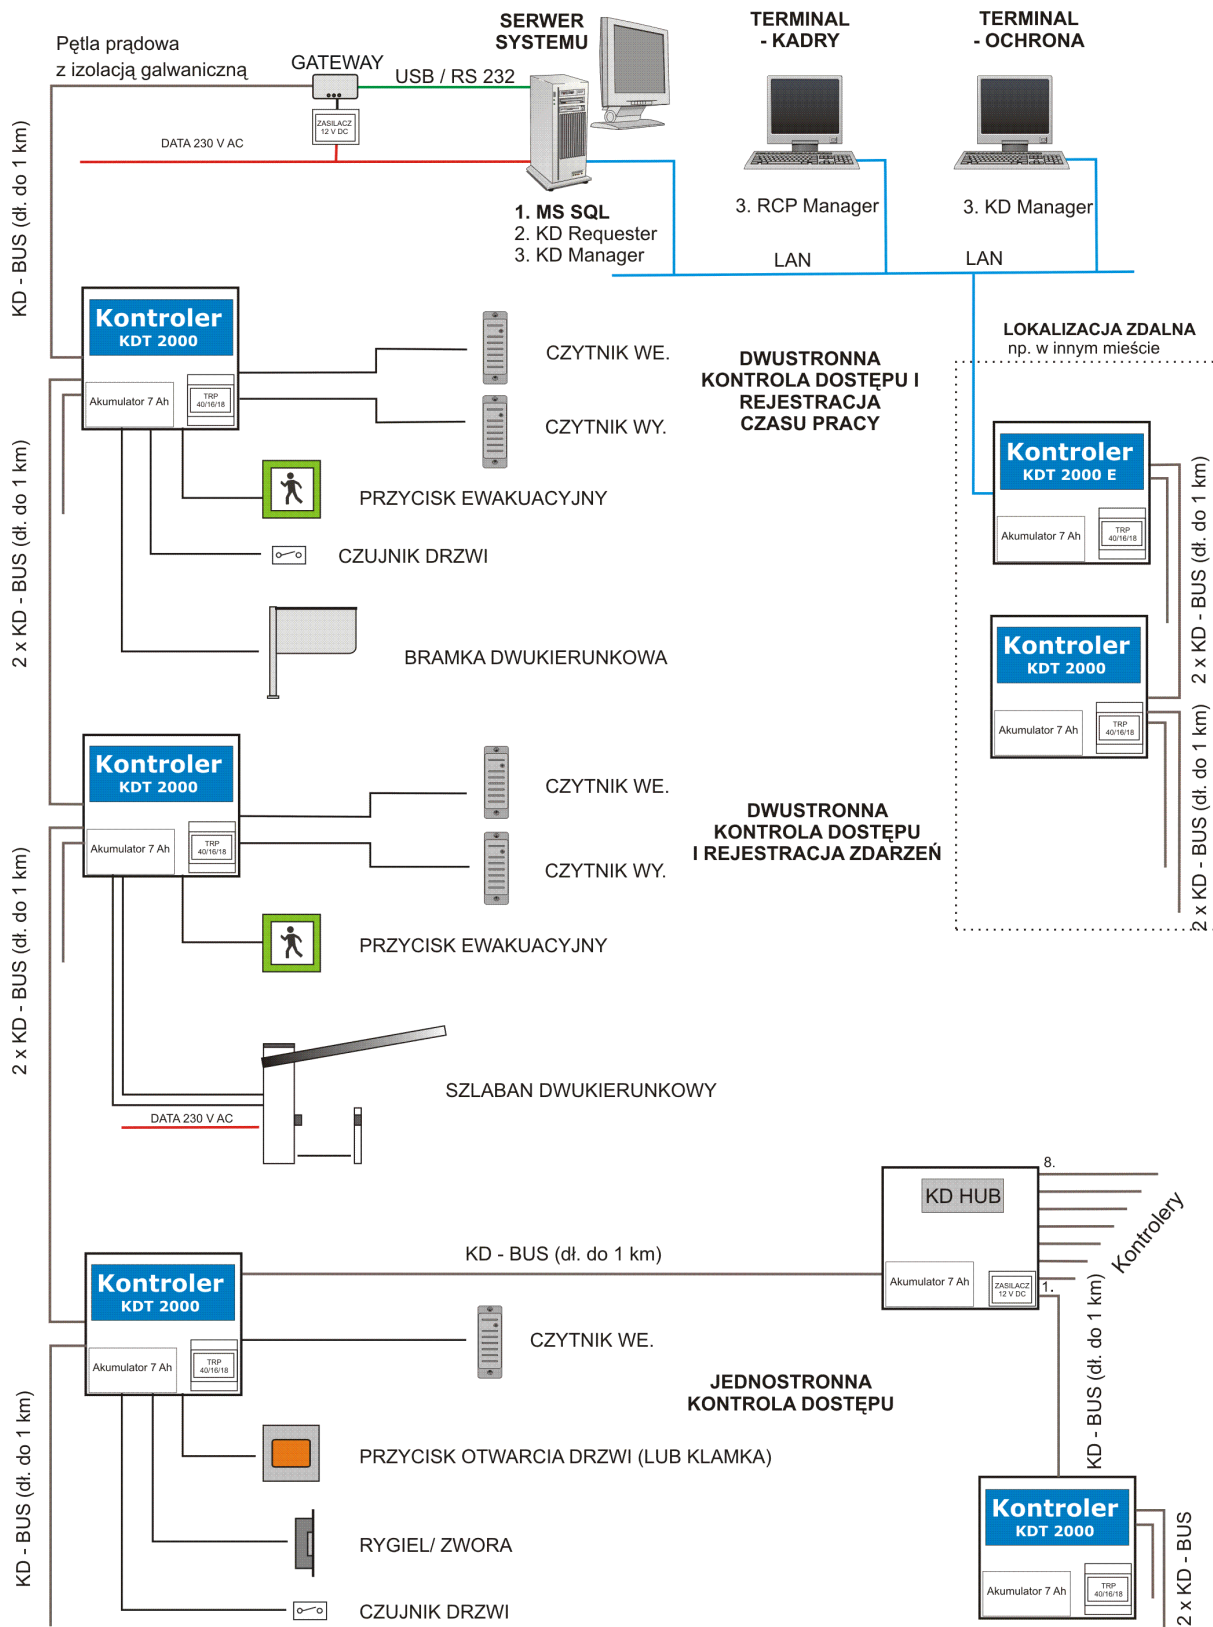 Pętla prądowa
z izolacją galwaniczną
GATEWAY
USB / RS 232
SERWER
SYSTEMU
TERMINAL
- KADRY
TERMINAL
- OCHRONA
ZASILACZ
12 V DC
DATA 230 V AC
KD - BUS (dł. do 1 km)
1. MS SQL
2. KD Requester
3. KD Manager
3. RCP Manager
3. KD Manager
LAN
LAN
Kontroler
KDT 2000
Akumulator 7 Ah
TRP
40/16/18
CZYTNIK WE.
CZYTNIK WY.
PRZYCISK EWAKUACYJNY
CZUJNIK DRZWI
BRAMKA DWUKIERUNKOWA
DWUSTRONNA
KONTROLA DOSTĘPU I
REJESTRACJA
CZASU PRACY
LOKALIZACJA ZDALNA
np. w innym mieście
Kontroler
KDT 2000 E
Akumulator 7 Ah
TRP
40/16/18
2 x KD - BUS (dł. do 1 km)
Kontroler
KDT 2000
Akumulator 7 Ah
TRP
40/16/18
2 x KD - BUS (dł. do 1 km)
2 x KD - BUS (dł. do 1 km)
Kontroler
KDT 2000
Akumulator 7 Ah
TRP
40/16/18
CZYTNIK WE.
CZYTNIK WY.
PRZYCISK EWAKUACYJNY
DWUSTRONNA
KONTROLA DOSTĘPU
I REJESTRACJA ZDARZEŃ
2 x KD - BUS (dł. do 1 km)
SZLABAN DWUKIERUNKOWY
DATA 230 V AC
KD - BUS (dł. do 1 km)
KD HUB
Akumulator 7 Ah
ZASILACZ
12 V DC
8.
1.
Kontrolery
KD - BUS (dł. do 1 km)
Kontroler
KDT 2000
Akumulator 7 Ah
TRP
40/16/18
CZYTNIK WE.
JEDNOSTRONNA
KONTROLA DOSTĘPU
PRZYCISK OTWARCIA DRZWI (LUB KLAMKA)
RYGIEL/ ZWORA
CZUJNIK DRZWI
KD - BUS (dł. do 1 km)
Kontroler
KDT 2000
Akumulator 7 Ah
TRP
40/16/18
2 x KD - BUS